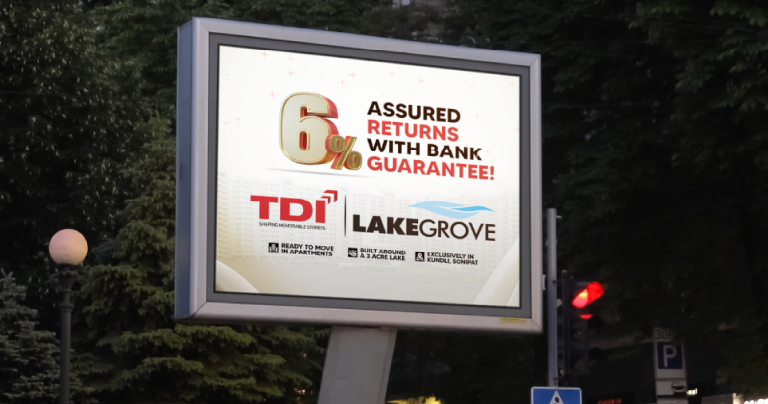 6%
ASSURED
RETURNS
WITH BANK
GUARANTEE!
TDI
SHAPING MEMORABLE STORIES
LAKEGROVE
READY TO MOVE
IN APARTMENTS
BUILT AROUND
A 3 ACRE LAKE
EXCLUSIVELY IN
KUNDLI, SONIPAT
P